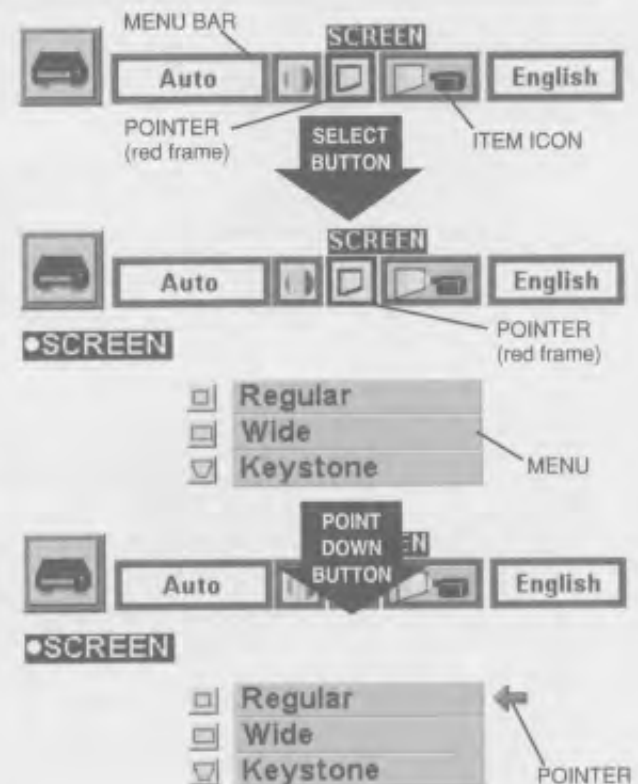 MENU BAR
SCREEN
Auto
English
POINTER
(red frame)
SELECT
BUTTON
ITEM ICON
SCREEN
Auto
English
POINTER
(red frame)
●SCREEN
Regular
Wide
Keystone
MENU
POINT
DOWN
BUTTON
EN
Auto
English
●SCREEN
Regular
Wide
Keystone
POINTER